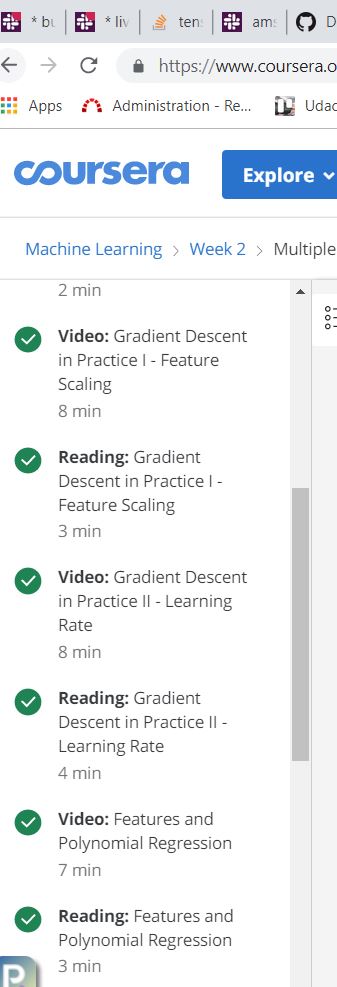 * bu * liv ten: ams D
https://www.coursera.o
Apps Administration - Re... Udac
coursera Explore
Machine Learning > Week 2 > Multiple
2 min
Video: Gradient Descent
in Practice I - Feature
Scaling
8 min
Reading: Gradient
Descent in Practice I -
Feature Scaling
3 min
Video: Gradient Descent
in Practice II - Learning
Rate
8 min
Reading: Gradient
Descent in Practice II -
Learning Rate
4 min
Video: Features and
Polynomial Regression
7 min
Reading: Features and
Polynomial Regression
3 min